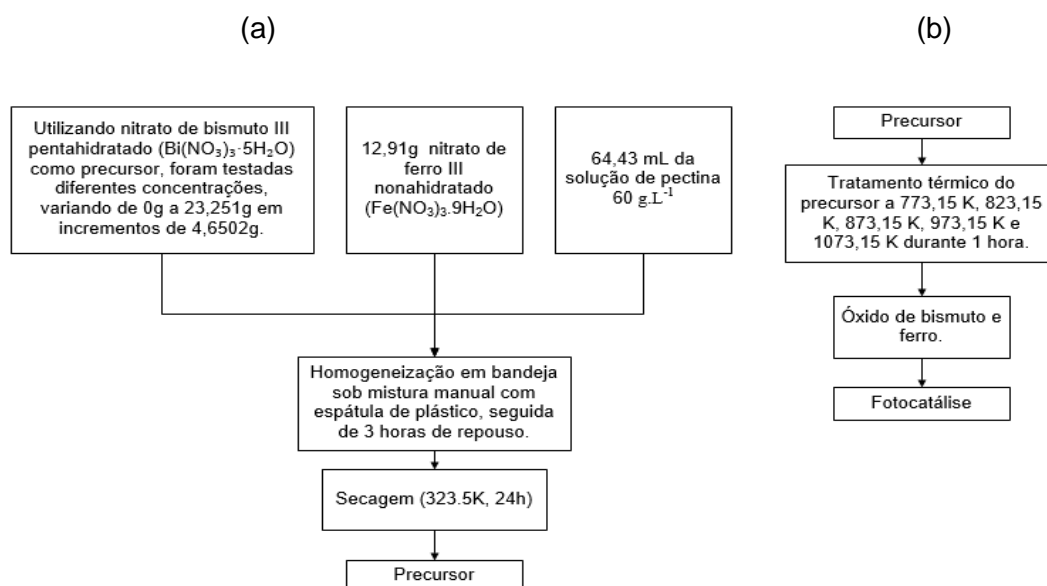 (a)
(b)
Utilizando nitrato de bismuto III
pentahidratado (Bi(NO₃)₃·5H₂O)
como precursor, foram testadas
diferentes concentrações,
variando de 0g a 23,251g em
incrementos de 4,6502g.
12,91g nitrato de
ferro III
nonahidratado
(Fe(NO₃)₃.9H₂O)
64,43 mL da
solução de pectina
60 g.L⁻¹
Homogeneização em bandeja
sob mistura manual com
espátula de plástico, seguida
de 3 horas de repouso.
Secagem (323.5K, 24h)
Precursor
Precursor
Tratamento térmico do
precursor a 773,15 K, 823,15
K, 873,15 K, 973,15 K e
1073,15 K durante 1 hora.
Óxido de bismuto e
ferro.
Fotocatálise